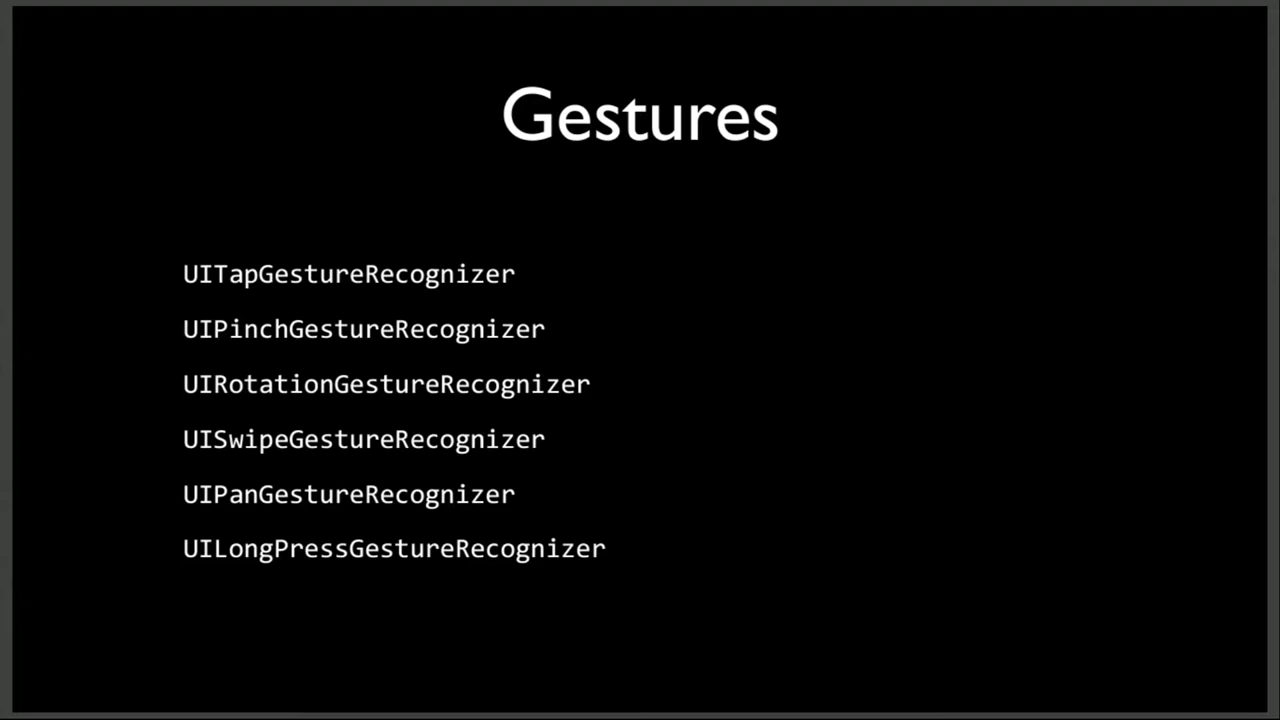 Gestures
UITapGestureRecognizer
UIPinchGestureRecognizer
UIRotationGestureRecognizer
UISwipeGestureRecognizer
UIPanGestureRecognizer
UILongPressGestureRecognizer